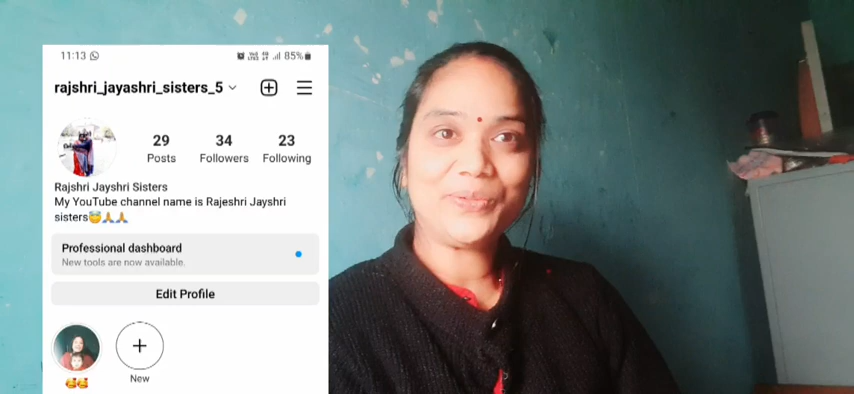 11:13 85%
rajshri_jayashri_sisters_5
29 34 23
Posts Followers Following
Rajshri Jayshri Sisters
My YouTube channel name is Rajeshri Jayshri
sisters😇🙏🙏
Professional dashboard
New tools are now available.
Edit Profile
🥰🥰 New